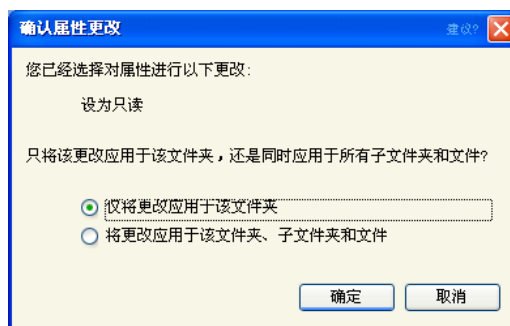 确认属性更改 建议?
您已经选择对属性进行以下更改:
设为只读
只将该更改应用于该文件夹，还是同时应用于所有子文件夹和文件?
仅将更改应用于该文件夹
将更改应用于该文件夹、子文件夹和文件
确定 取消